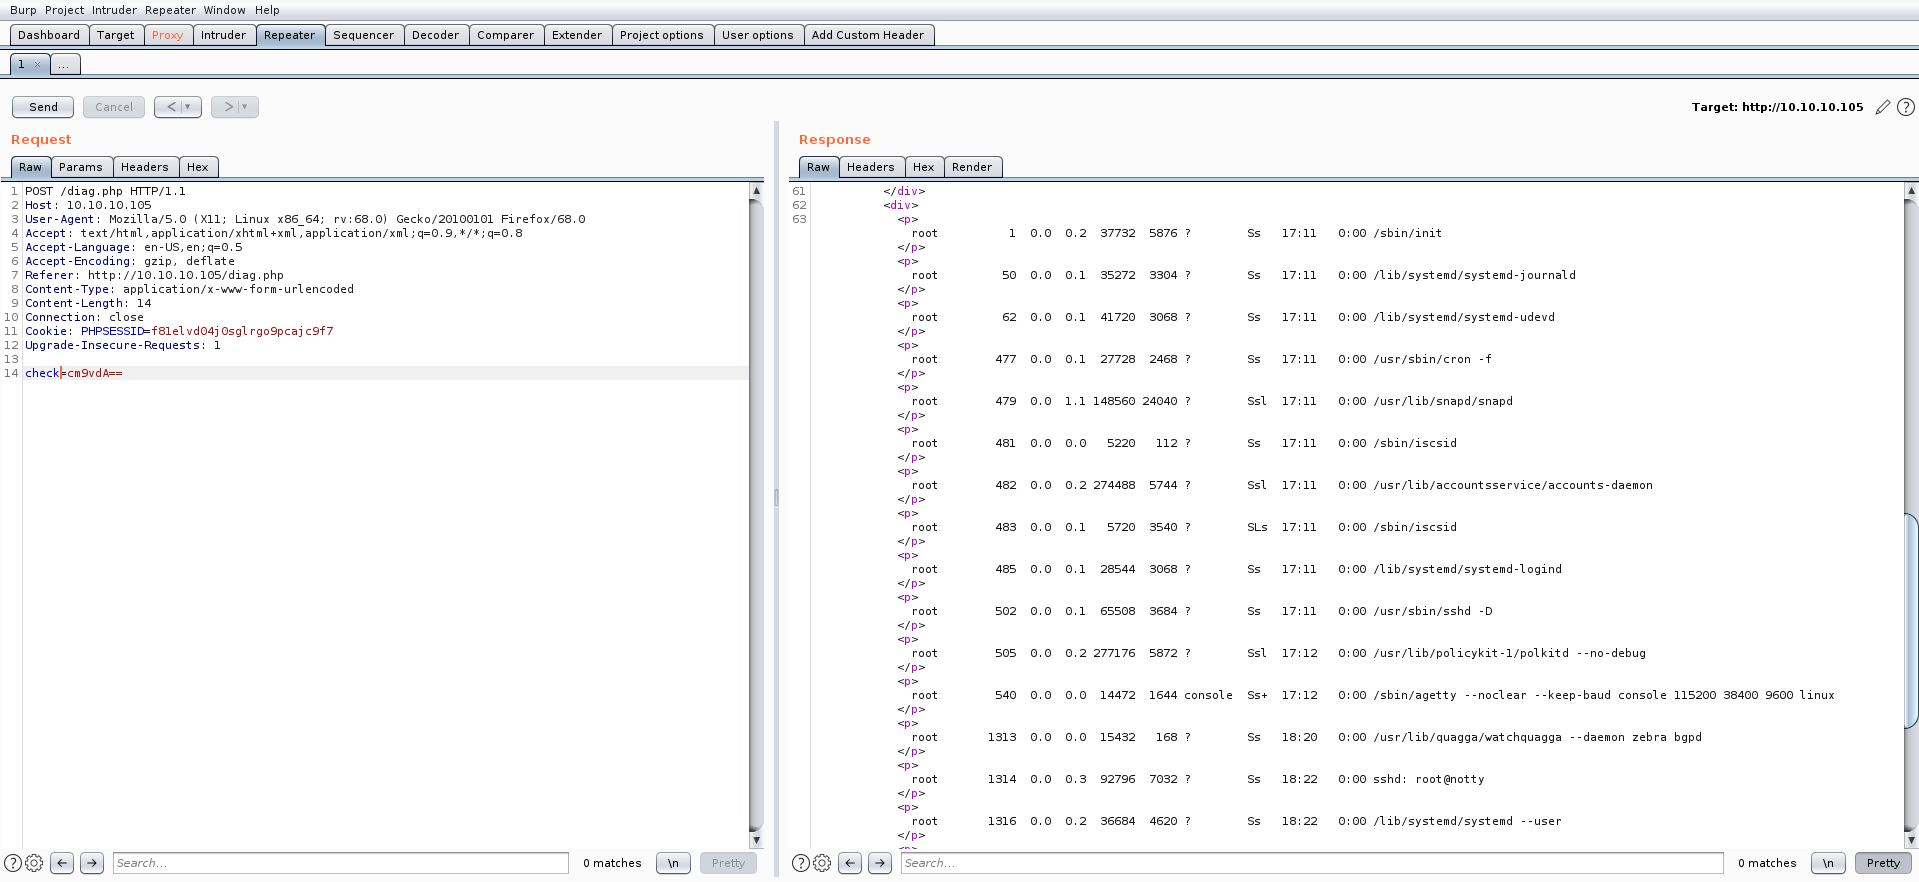 Burp Project Intruder Repeater Window Help
Dashboard Target Proxy Intruder Repeater Sequencer Decoder Comparer Extender Project options User options Add Custom Header
1 × ...
Send Cancel < ▼ > ▼ Target: http://10.10.10.105 ?
Request
Raw Params Headers Hex
1 POST /diag.php HTTP/1.1
2 Host: 10.10.10.105
3 User-Agent: Mozilla/5.0 (X11; Linux x86_64; rv:68.0) Gecko/20100101 Firefox/68.0
4 Accept: text/html,application/xhtml+xml,application/xml;q=0.9,*/*;q=0.8
5 Accept-Language: en-US,en;q=0.5
6 Accept-Encoding: gzip, deflate
7 Referer: http://10.10.10.105/diag.php
8 Content-Type: application/x-www-form-urlencoded
9 Content-Length: 14
10 Connection: close
11 Cookie: PHPSESSID=f81elvd04j0sglrgo9pcajc9f7
12 Upgrade-Insecure-Requests: 1
13
14 check=cm9vdA==
? ← → Search... 0 matches \n Pretty
Response
Raw Headers Hex Render
61 </div>
62 <div>
63 <p>
root 1 0.0 0.2 37732 5876 ? Ss 17:11 0:00 /sbin/init
</p>
<p>
root 50 0.0 0.1 35272 3304 ? Ss 17:11 0:00 /lib/systemd/systemd-journald
</p>
<p>
root 62 0.0 0.1 41720 3068 ? Ss 17:11 0:00 /lib/systemd/systemd-udevd
</p>
<p>
root 477 0.0 0.1 27728 2468 ? Ss 17:11 0:00 /usr/sbin/cron -f
</p>
<p>
root 479 0.0 1.1 148560 24040 ? Ssl 17:11 0:00 /usr/lib/snapd/snapd
</p>
<p>
root 481 0.0 0.0 5220 112 ? Ss 17:11 0:00 /sbin/iscsid
</p>
<p>
root 482 0.0 0.2 274488 5744 ? Ssl 17:11 0:00 /usr/lib/accountsservice/accounts-daemon
</p>
<p>
root 483 0.0 0.1 5720 3540 ? SLs 17:11 0:00 /sbin/iscsid
</p>
<p>
root 485 0.0 0.1 28544 3068 ? Ss 17:11 0:00 /lib/systemd/systemd-logind
</p>
<p>
root 502 0.0 0.1 65508 3684 ? Ss 17:11 0:00 /usr/sbin/sshd -D
</p>
<p>
root 505 0.0 0.2 277176 5872 ? Ssl 17:12 0:00 /usr/lib/policykit-1/polkitd --no-debug
</p>
<p>
root 540 0.0 0.0 14472 1644 console Ss+ 17:12 0:00 /sbin/agetty --noclear --keep-baud console 115200 38400 9600 linux
</p>
<p>
root 1313 0.0 0.0 15432 168 ? Ss 18:20 0:00 /usr/lib/quagga/watchquagga --daemon zebra bgpd
</p>
<p>
root 1314 0.0 0.3 92796 7032 ? Ss 18:22 0:00 sshd: root@notty
</p>
<p>
root 1316 0.0 0.2 36684 4620 ? Ss 18:22 0:00 /lib/systemd/systemd --user
</p>
<p>
? ← → Search... 0 matches \n Pretty